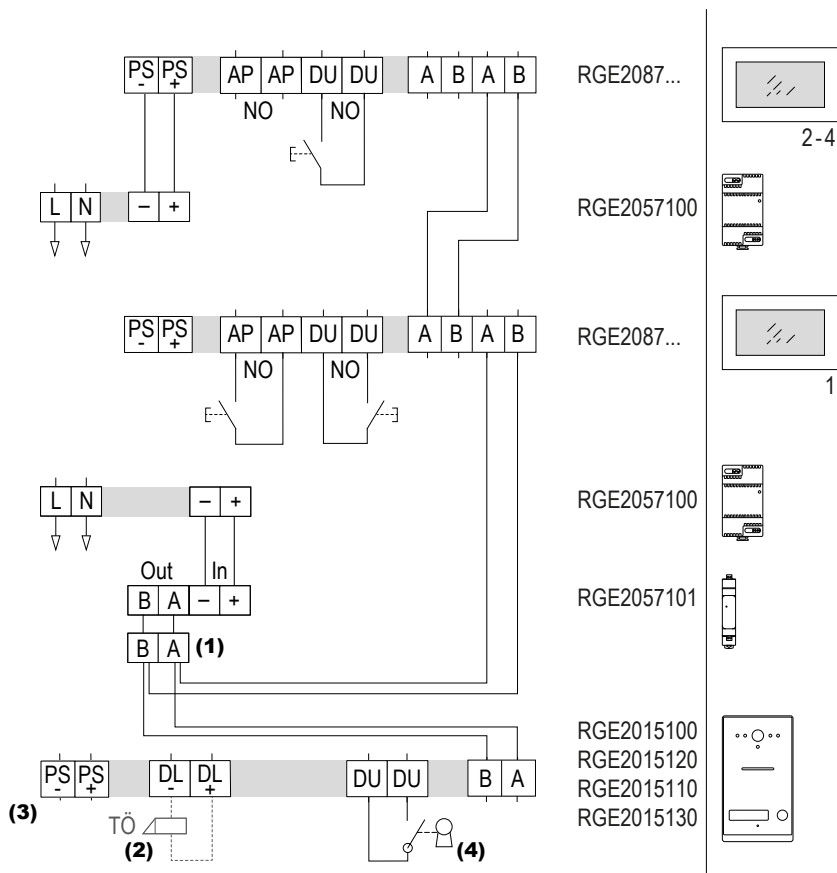 PS - PS + AP AP DU DU A B A B RGE2087...
NO NO
2-4
L N – + RGE2057100
PS - PS + AP AP DU DU A B A B RGE2087...
NO NO
1
L N – + RGE2057100
Out In
B A – + RGE2057101
B A (1)
RGE2015100
RGE2015120
RGE2015110
RGE2015130
PS - PS + DL - DL + DU DU B A
(3)
TÖ
(2) (4)